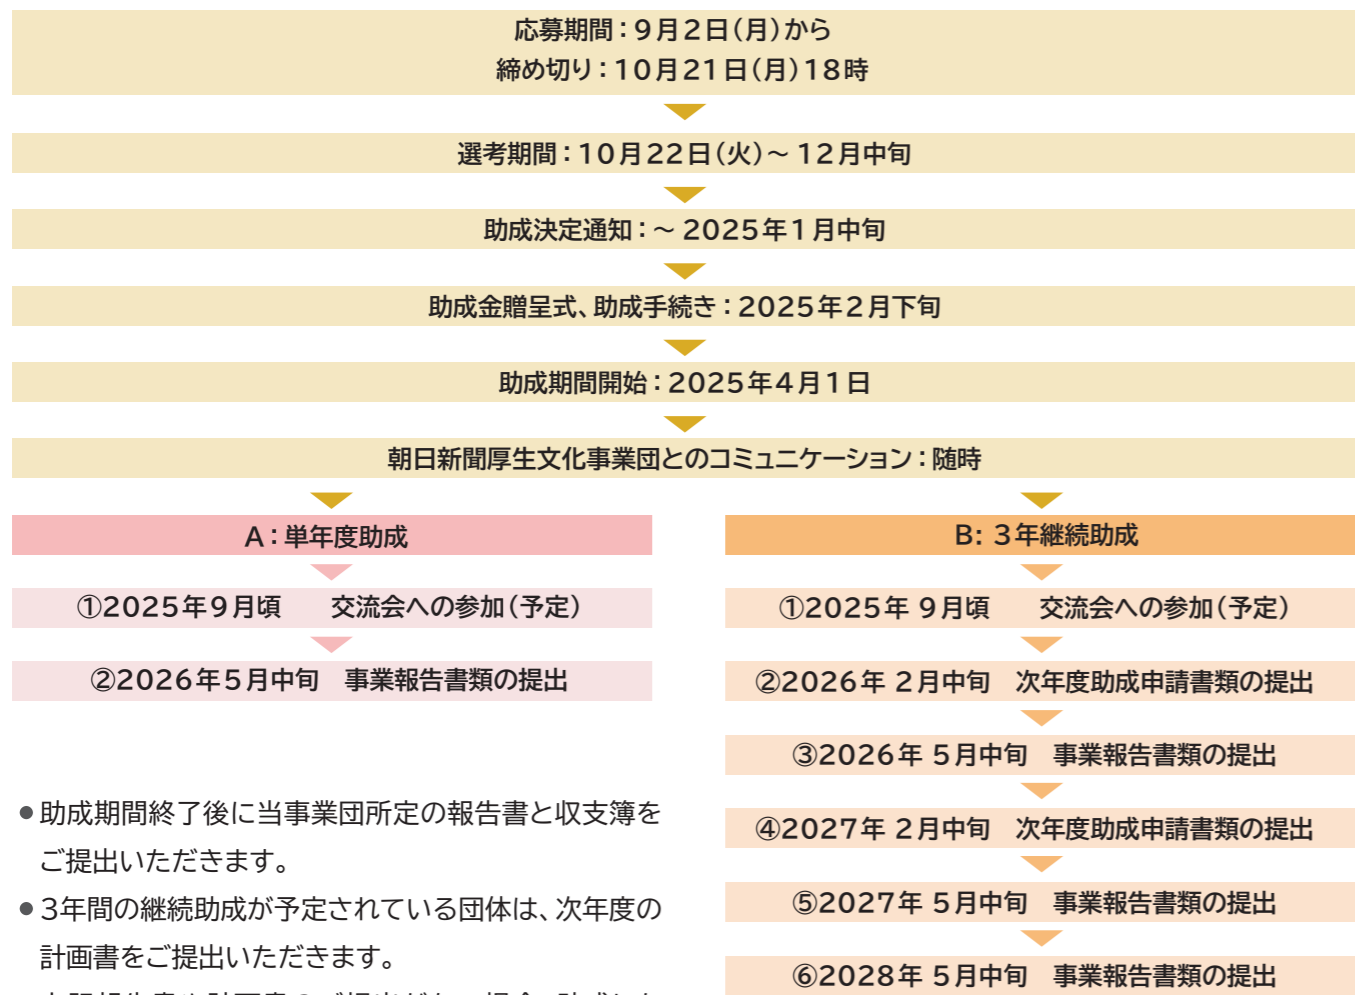 応募期間：9月2日（月）から
締め切り：10月21日（月）18時
選考期間：10月22日（火）～ 12月中旬
助成決定通知：～ 2025年1月中旬
助成金贈呈式、助成手続き：2025年2月下旬
助成期間開始：2025年4月1日
朝日新聞厚生文化事業団とのコミュニケーション：随時
A：単年度助成
①2025年9月頃　　交流会への参加（予定）
②2026年5月中旬　事業報告書類の提出
●助成期間終了後に当事業団所定の報告書と収支簿を
ご提出いただきます。
●3年間の継続助成が予定されている団体は、次年度の
計画書をご提出いただきます。
B: 3年継続助成
①2025年 9月頃　　交流会への参加（予定）
②2026年 2月中旬　次年度助成申請書類の提出
③2026年 5月中旬　事業報告書類の提出
④2027年 2月中旬　次年度助成申請書類の提出
⑤2027年 5月中旬　事業報告書類の提出
⑥2028年 5月中旬　事業報告書類の提出